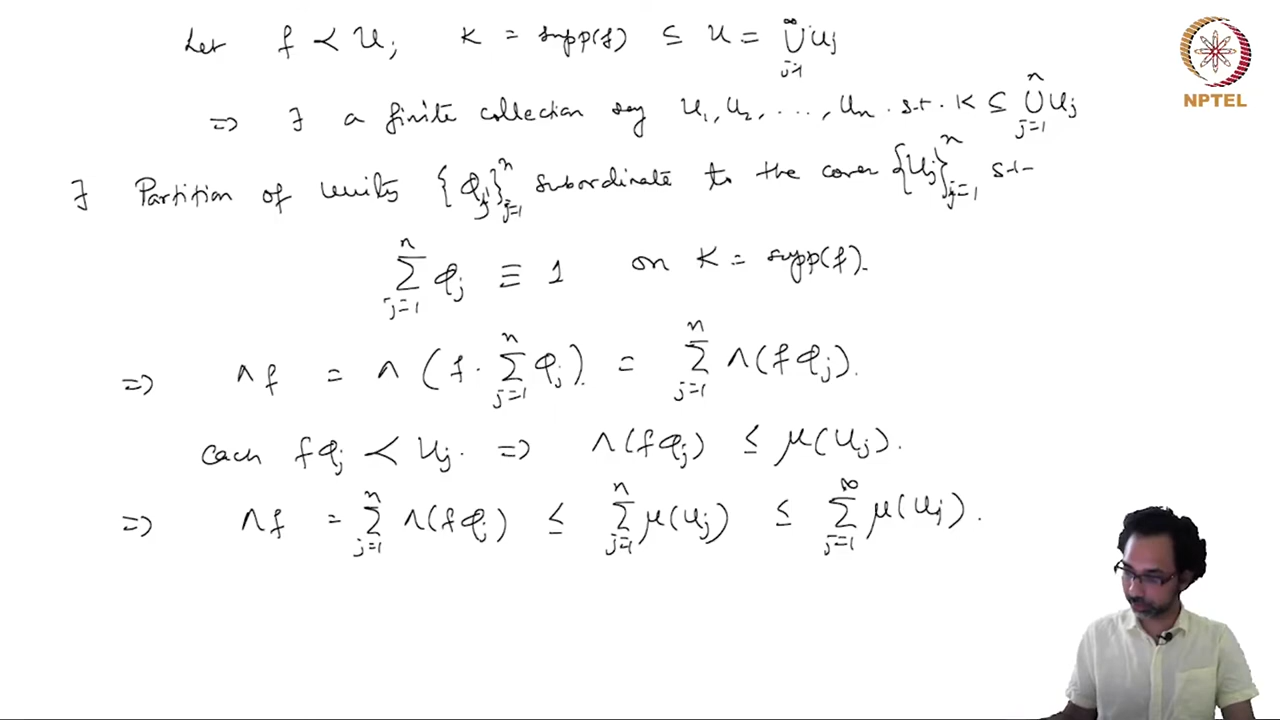 Let f ≺ U, K = supp(f) ⊆ U = ⋃_{j=1}^{∞} U_j
⇒ ∃ a finite collection say U_1, U_2, ..., U_n s.t. K ⊆ ⋃_{j=1}^{n} U_j
NPTEL
∃ Partition of unity {φ_j}_{j=1}^{n} subordinate to the cover {U_j}_{j=1}^{n} s.t.
∑_{j=1}^{n} φ_j ≡ 1 on K = supp(f).
⇒ Λf = Λ(f · ∑_{j=1}^{n} φ_j) = ∑_{j=1}^{n} Λ(fφ_j).
each fφ_j ≺ U_j. ⇒ Λ(fφ_j) ≤ μ(U_j).
⇒ Λf = ∑_{j=1}^{n} Λ(fφ_j) ≤ ∑_{j=1}^{n} μ(U_j) ≤ ∑_{j=1}^{∞} μ(U_j).